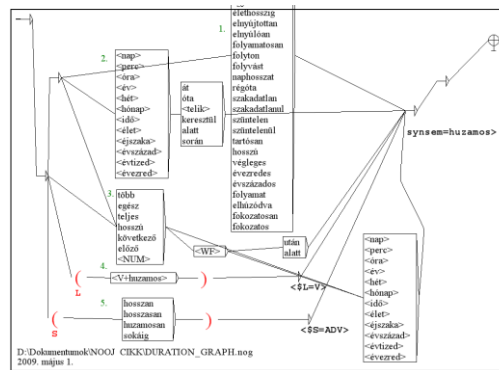 1.
élethosszig
elnyújtottan
elnyúlóan
folyamatosan
folyton
folyvást
naphosszat
régóta
szakadatlan
szakadatlanul
szüntelen
szüntelenül
tartósan
hosszú
végleges
évezredes
évszázados
folyamat
elhúzódva
fokozatosan
fokozatos
2.
<nap>
<perc>
<óra>
<év>
<hét>
<hónap>
<idő>
<élet>
<éjszaka>
<évszázad>
<évtized>
<évezred>
át
óta
<telik>
keresztül
alatt
során
synsem=huzamos>
3.
több
egész
teljes
hosszú
következő
előző
<NUM>
<WF>
után
alatt
4.
( <V+huzamos> )
L
<$L=V>
5.
hosszan
hosszasan
huzamosan
sokáig
( )
S
<$S=ADV>
<nap>
<perc>
<óra>
<év>
<hét>
<hónap>
<idő>
<élet>
<éjszaka>
<évszázad>
<évtized>
<évezred>
D:\Dokumentumok\NOOJ CIKK\DURATION_GRAPH.nog
2009. május 1.